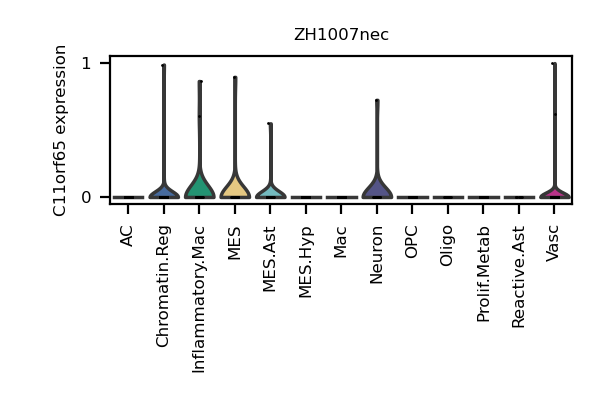 ZH1007nec
C11orf65 expression
1
0
AC
Chromatin.Reg
Inflammatory.Mac
MES
MES.Ast
MES.Hyp
Mac
Neuron
OPC
Oligo
Prolif.Metab
Reactive.Ast
Vasc